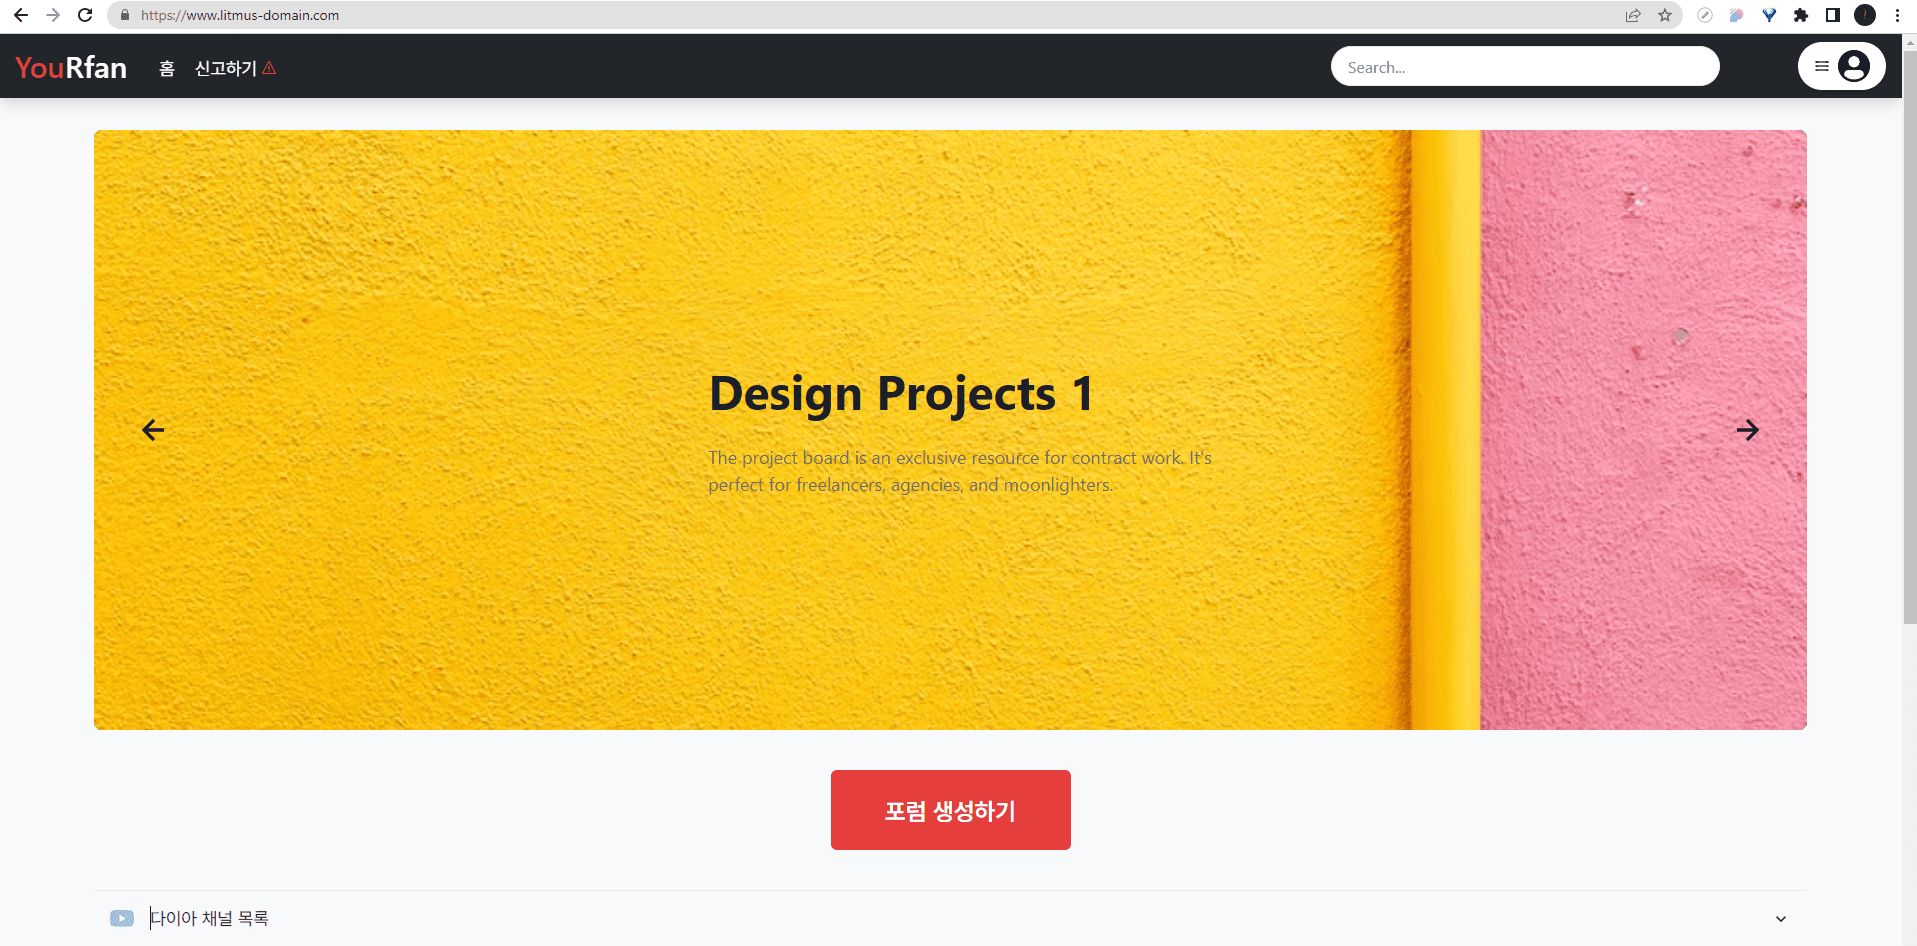 https://www.litmus-domain.com
YouRfan 홈 신고하기 Search...
Design Projects 1
The project board is an exclusive resource for contract work. It's
perfect for freelancers, agencies, and moonlighters.
포럼 생성하기
다이아 채널 목록